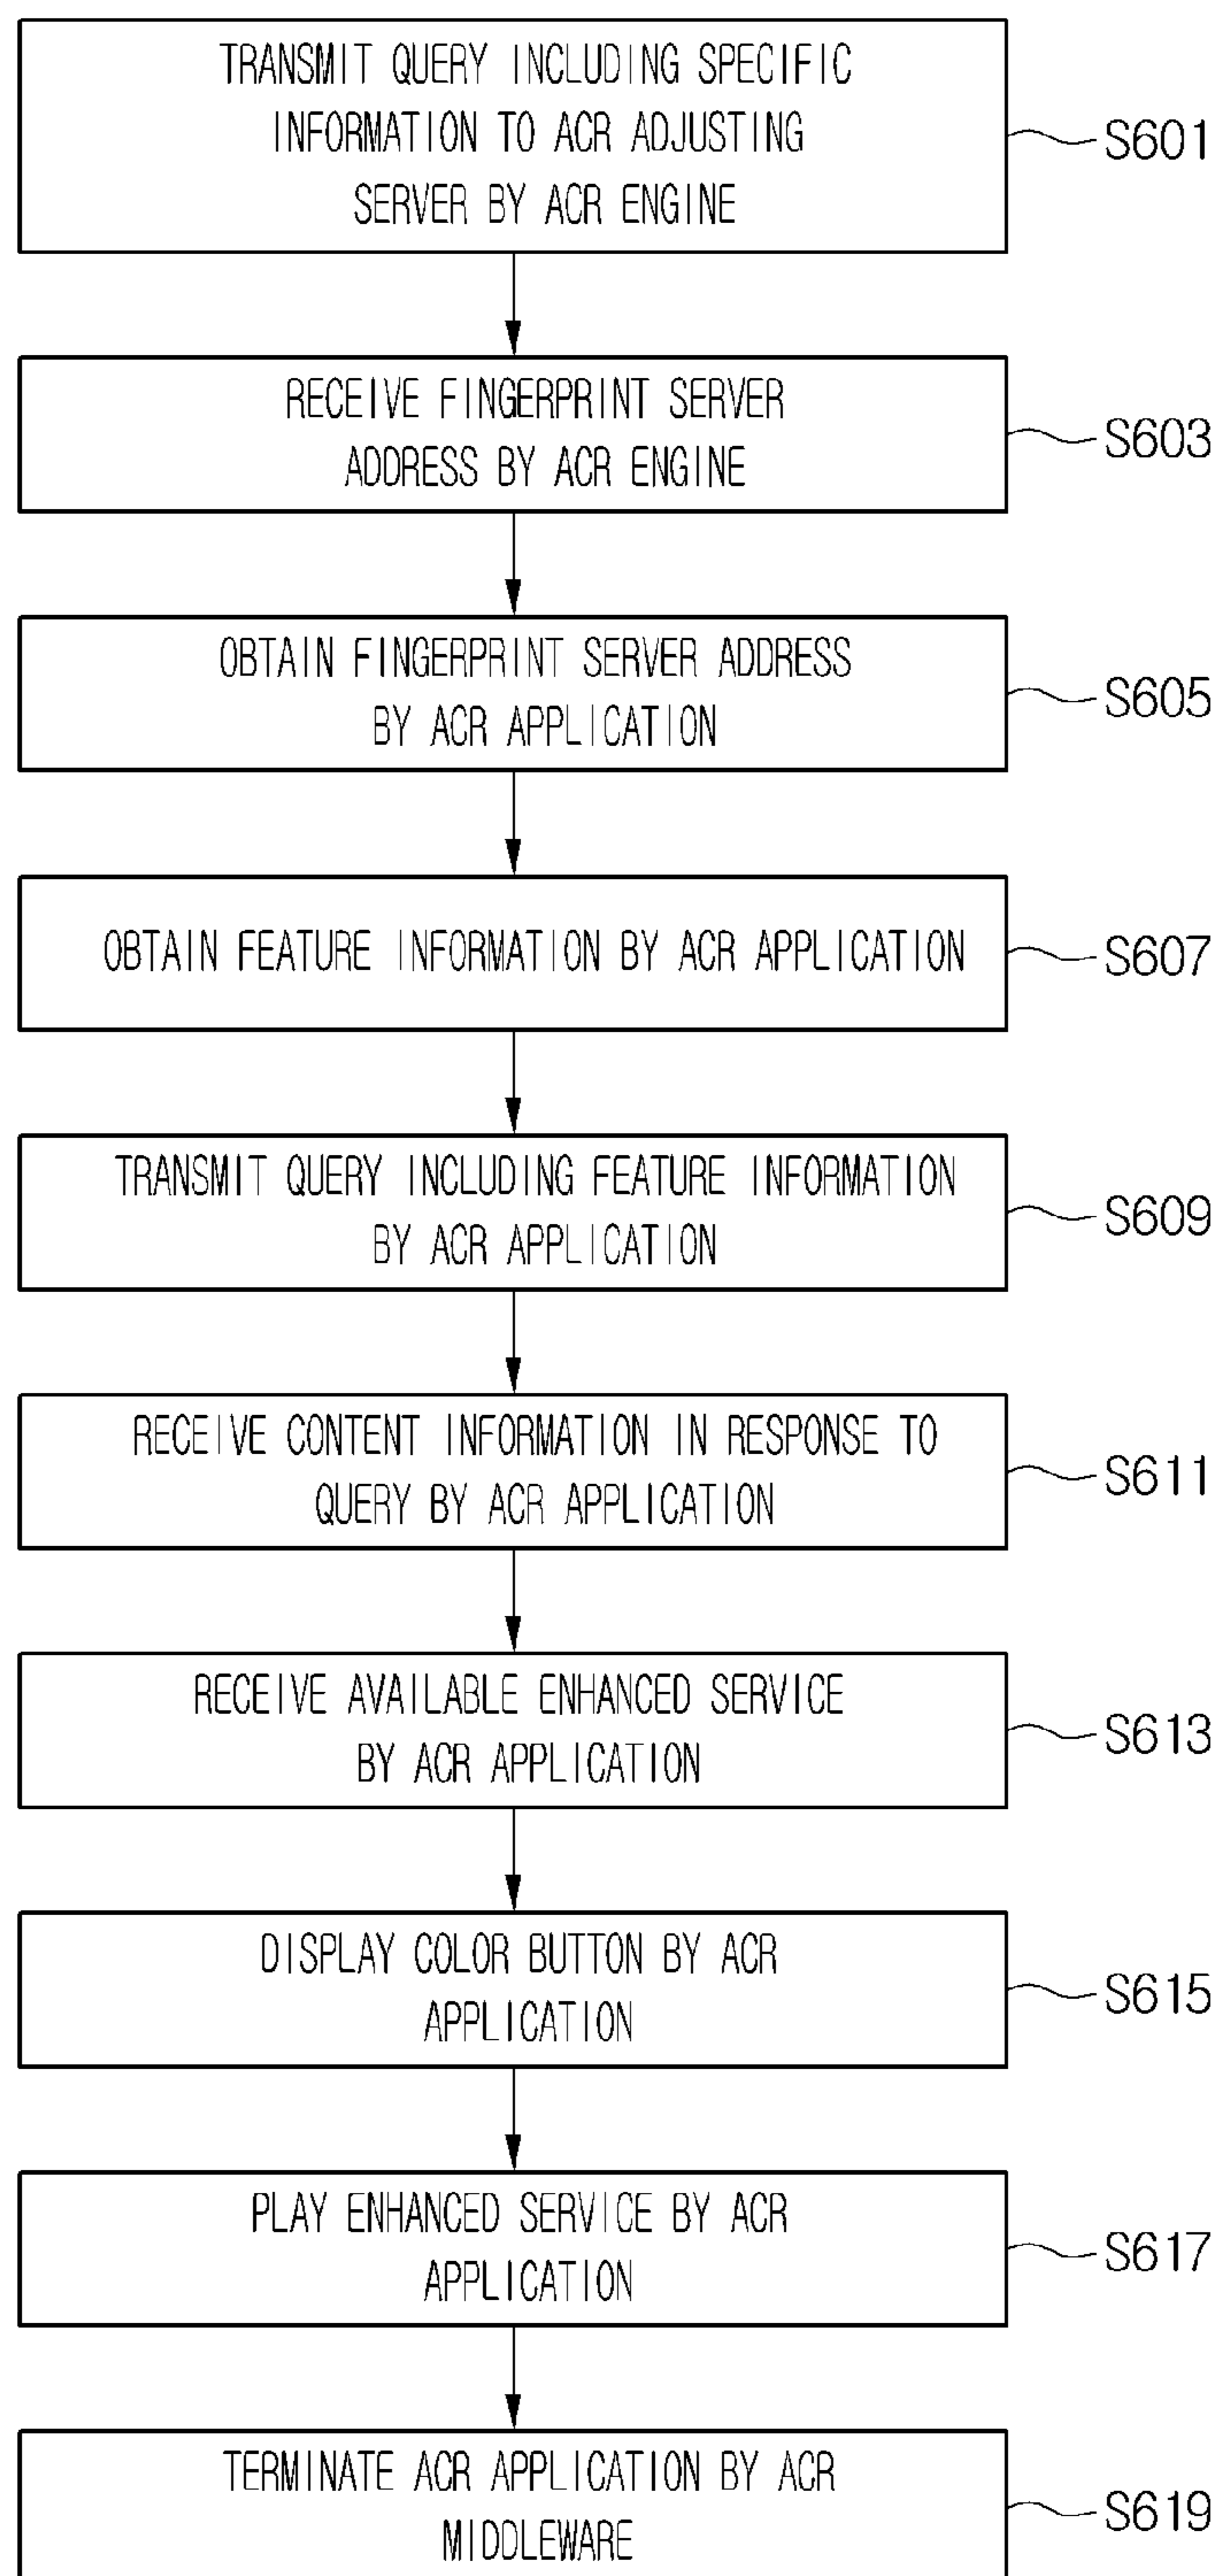 TRANSMIT QUERY INCLUDING SPECIFIC
INFORMATION TO ACR ADJUSTING
SERVER BY ACR ENGINE
S601
RECEIVE FINGERPRINT SERVER
ADDRESS BY ACR ENGINE
S603
OBTAIN FINGERPRINT SERVER ADDRESS
BY ACR APPLICATION
S605
OBTAIN FEATURE INFORMATION BY ACR APPLICATION
S607
TRANSMIT QUERY INCLUDING FEATURE INFORMATION
BY ACR APPLICATION
S609
RECEIVE CONTENT INFORMATION IN RESPONSE TO
QUERY BY ACR APPLICATION
S611
RECEIVE AVAILABLE ENHANCED SERVICE
BY ACR APPLICATION
S613
DISPLAY COLOR BUTTON BY ACR
APPLICATION
S615
PLAY ENHANCED SERVICE BY ACR
APPLICATION
S617
TERMINATE ACR APPLICATION BY ACR
MIDDLEWARE
S619